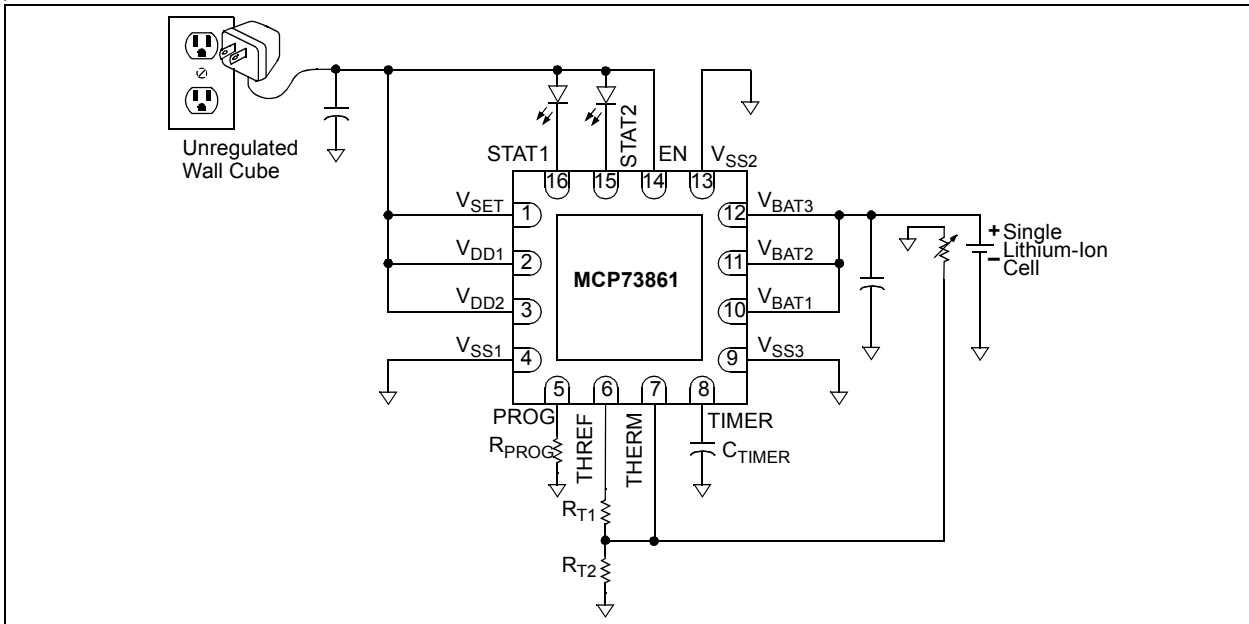 Unregulated
Wall Cube
STAT1
STAT2
EN
VSS2
16
15
14
13
VSET
1
VDD1
2
VDD2
3
VSS1
4
MCP73861
12
VBAT3
11
VBAT2
10
VBAT1
9
VSS3
+ Single
Lithium-Ion
– Cell
5
6
7
8
PROG
THREF
THERM
TIMER
RPROG
CTIMER
RT1
RT2